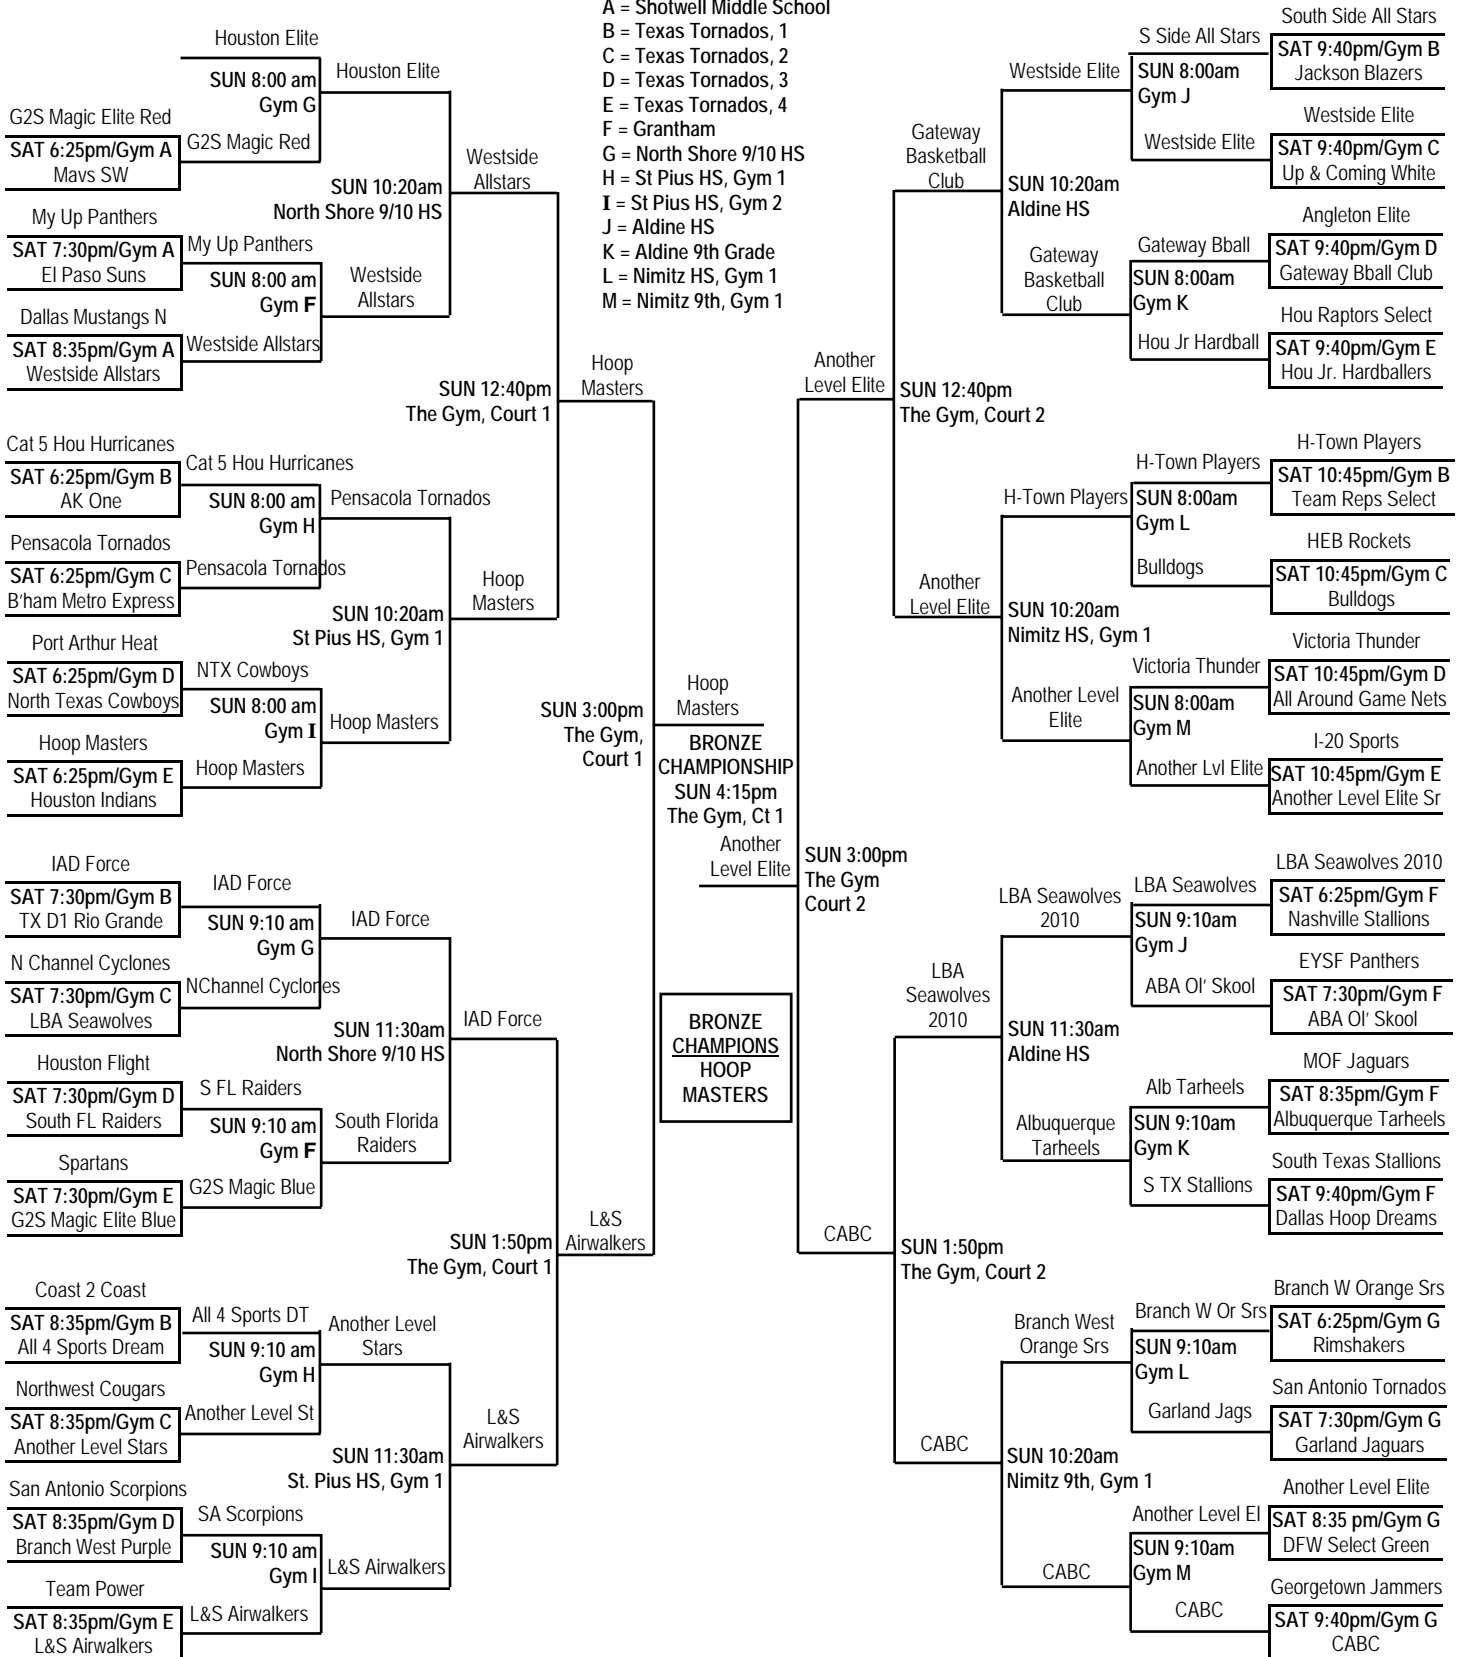 A = Shotwell Middle School
B = Texas Tornados, 1
C = Texas Tornados, 2
D = Texas Tornados, 3
E = Texas Tornados, 4
F = Grantham
G = North Shore 9/10 HS
H = St Pius HS, Gym 1
I = St Pius HS, Gym 2
J = Aldine HS
K = Aldine 9th Grade
L = Nimitz HS, Gym 1
M = Nimitz 9th, Gym 1
Houston Elite
SUN 8:00 am
Gym G
Houston Elite
G2S Magic Elite Red
SAT 6:25pm/Gym A
Mavs SW
G2S Magic Red
SUN 10:20am
North Shore 9/10 HS
Westside
Allstars
My Up Panthers
SAT 7:30pm/Gym A
El Paso Suns
My Up Panthers
SUN 8:00 am
Gym F
Westside
Allstars
Dallas Mustangs N
SAT 8:35pm/Gym A
Westside Allstars
Westside Allstars
SUN 12:40pm
The Gym, Court 1
Hoop
Masters
Cat 5 Hou Hurricanes
SAT 6:25pm/Gym B
AK One
Cat 5 Hou Hurricanes
SUN 8:00 am
Gym H
Pensacola Tornados
Pensacola Tornados
SAT 6:25pm/Gym C
B'ham Metro Express
Pensacola Tornados
SUN 10:20am
St Pius HS, Gym 1
Hoop
Masters
Port Arthur Heat
SAT 6:25pm/Gym D
North Texas Cowboys
NTX Cowboys
SUN 8:00 am
Gym I
Hoop Masters
Hoop Masters
SAT 6:25pm/Gym E
Houston Indians
Hoop Masters
SUN 3:00pm
The Gym,
Court 1
Hoop
Masters
BRONZE
CHAMPIONSHIP
SUN 4:15pm
The Gym, Ct 1
Another
Level Elite
IAD Force
SAT 7:30pm/Gym B
TX D1 Rio Grande
IAD Force
SUN 9:10 am
Gym G
IAD Force
N Channel Cyclones
SAT 7:30pm/Gym C
LBA Seawolves
NChannel Cyclones
SUN 11:30am
North Shore 9/10 HS
IAD Force
Houston Flight
SAT 7:30pm/Gym D
South FL Raiders
S FL Raiders
SUN 9:10 am
Gym F
South Florida
Raiders
Spartans
SAT 7:30pm/Gym E
G2S Magic Elite Blue
G2S Magic Blue
SUN 1:50pm
The Gym, Court 1
L&S
Airwalkers
Coast 2 Coast
SAT 8:35pm/Gym B
All 4 Sports Dream
All 4 Sports DT
SUN 9:10 am
Gym H
Another Level
Stars
Northwest Cougars
SAT 8:35pm/Gym C
Another Level Stars
Another Level St
SUN 11:30am
St. Pius HS, Gym 1
L&S
Airwalkers
San Antonio Scorpions
SAT 8:35pm/Gym D
Branch West Purple
SA Scorpions
SUN 9:10 am
Gym I
L&S Airwalkers
Team Power
SAT 8:35pm/Gym E
L&S Airwalkers
L&S Airwalkers
BRONZE
CHAMPIONS
HOOP
MASTERS
South Side All Stars
SAT 9:40pm/Gym B
Jackson Blazers
S Side All Stars
SUN 8:00am
Gym J
Westside Elite
Westside Elite
SAT 9:40pm/Gym C
Up & Coming White
Westside Elite
Gateway
Basketball
Club
SUN 10:20am
Aldine HS
Angleton Elite
SAT 9:40pm/Gym D
Gateway Bball Club
Gateway Bball
SUN 8:00am
Gym K
Gateway
Basketball
Club
Hou Raptors Select
SAT 9:40pm/Gym E
Hou Jr. Hardballers
Hou Jr Hardball
Another
Level Elite
SUN 12:40pm
The Gym, Court 2
H-Town Players
SAT 10:45pm/Gym B
Team Reps Select
H-Town Players
SUN 8:00am
Gym L
H-Town Players
HEB Rockets
SAT 10:45pm/Gym C
Bulldogs
Bulldogs
Another
Level Elite
SUN 10:20am
Nimitz HS, Gym 1
Victoria Thunder
SAT 10:45pm/Gym D
All Around Game Nets
Victoria Thunder
SUN 8:00am
Gym M
Another Level
Elite
I-20 Sports
SAT 10:45pm/Gym E
Another Level Elite Sr
Another Lvl Elite
SUN 3:00pm
The Gym
Court 2
LBA Seawolves 2010
SAT 6:25pm/Gym F
Nashville Stallions
LBA Seawolves
SUN 9:10am
Gym J
LBA Seawolves
2010
EYSF Panthers
SAT 7:30pm/Gym F
ABA Ol' Skool
ABA Ol' Skool
LBA
Seawolves
2010
SUN 11:30am
Aldine HS
MOF Jaguars
SAT 8:35pm/Gym F
Albuquerque Tarheels
Alb Tarheels
SUN 9:10am
Gym K
Albuquerque
Tarheels
South Texas Stallions
SAT 9:40pm/Gym F
Dallas Hoop Dreams
S TX Stallions
CABC
SUN 1:50pm
The Gym, Court 2
Branch W Orange Srs
SAT 6:25pm/Gym G
Rimshakers
Branch W Or Srs
SUN 9:10am
Gym L
Branch West
Orange Srs
San Antonio Tornados
SAT 7:30pm/Gym G
Garland Jaguars
Garland Jags
CABC
SUN 10:20am
Nimitz 9th, Gym 1
Another Level Elite
SAT 8:35 pm/Gym G
DFW Select Green
Another Level El
SUN 9:10am
Gym M
CABC
Georgetown Jammers
SAT 9:40pm/Gym G
CABC
CABC